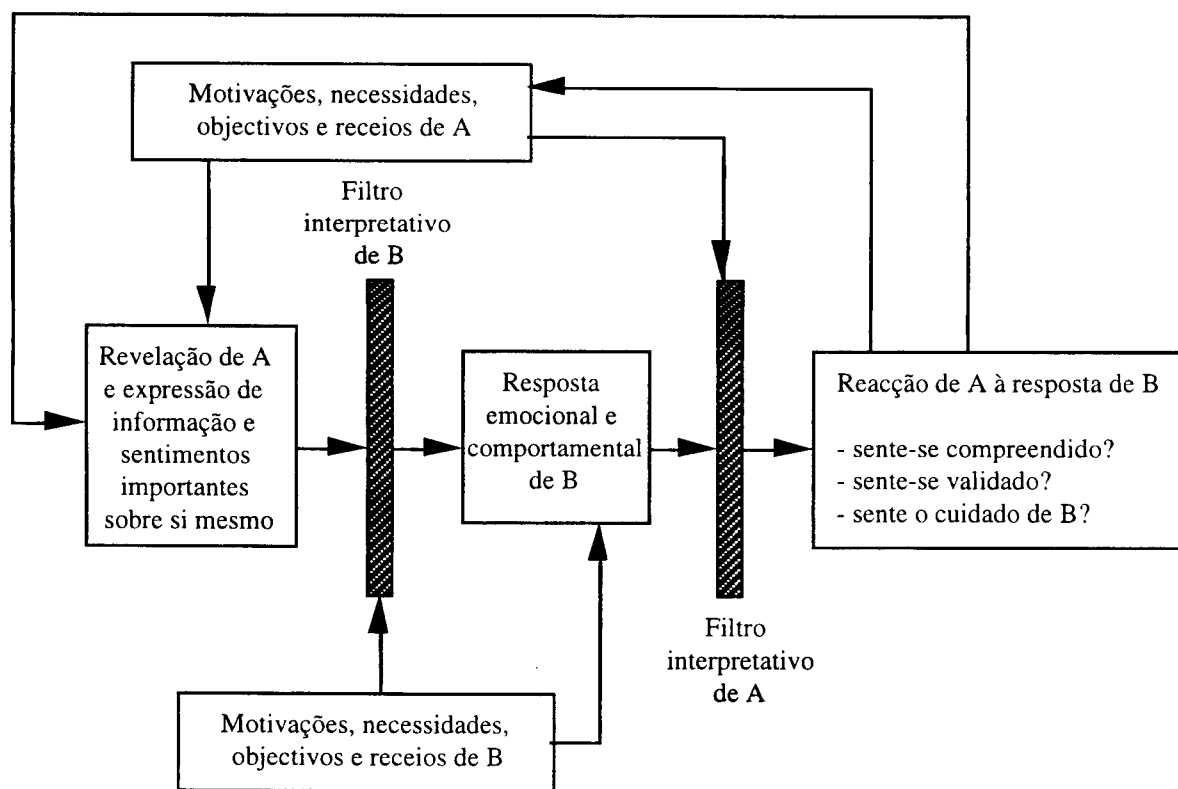 Motivações, necessidades,
objectivos e receios de A
Filtro
interpretativo
de B
Revelação de A
e expressão de
informação e
sentimentos
importantes
sobre si mesmo
Resposta
emocional e
comportamental
de B
Reacção de A à resposta de B
- sente-se compreendido?
- sente-se validado?
- sente o cuidado de B?
Filtro
interpretativo
de A
Motivações, necessidades,
objectivos e receios de B